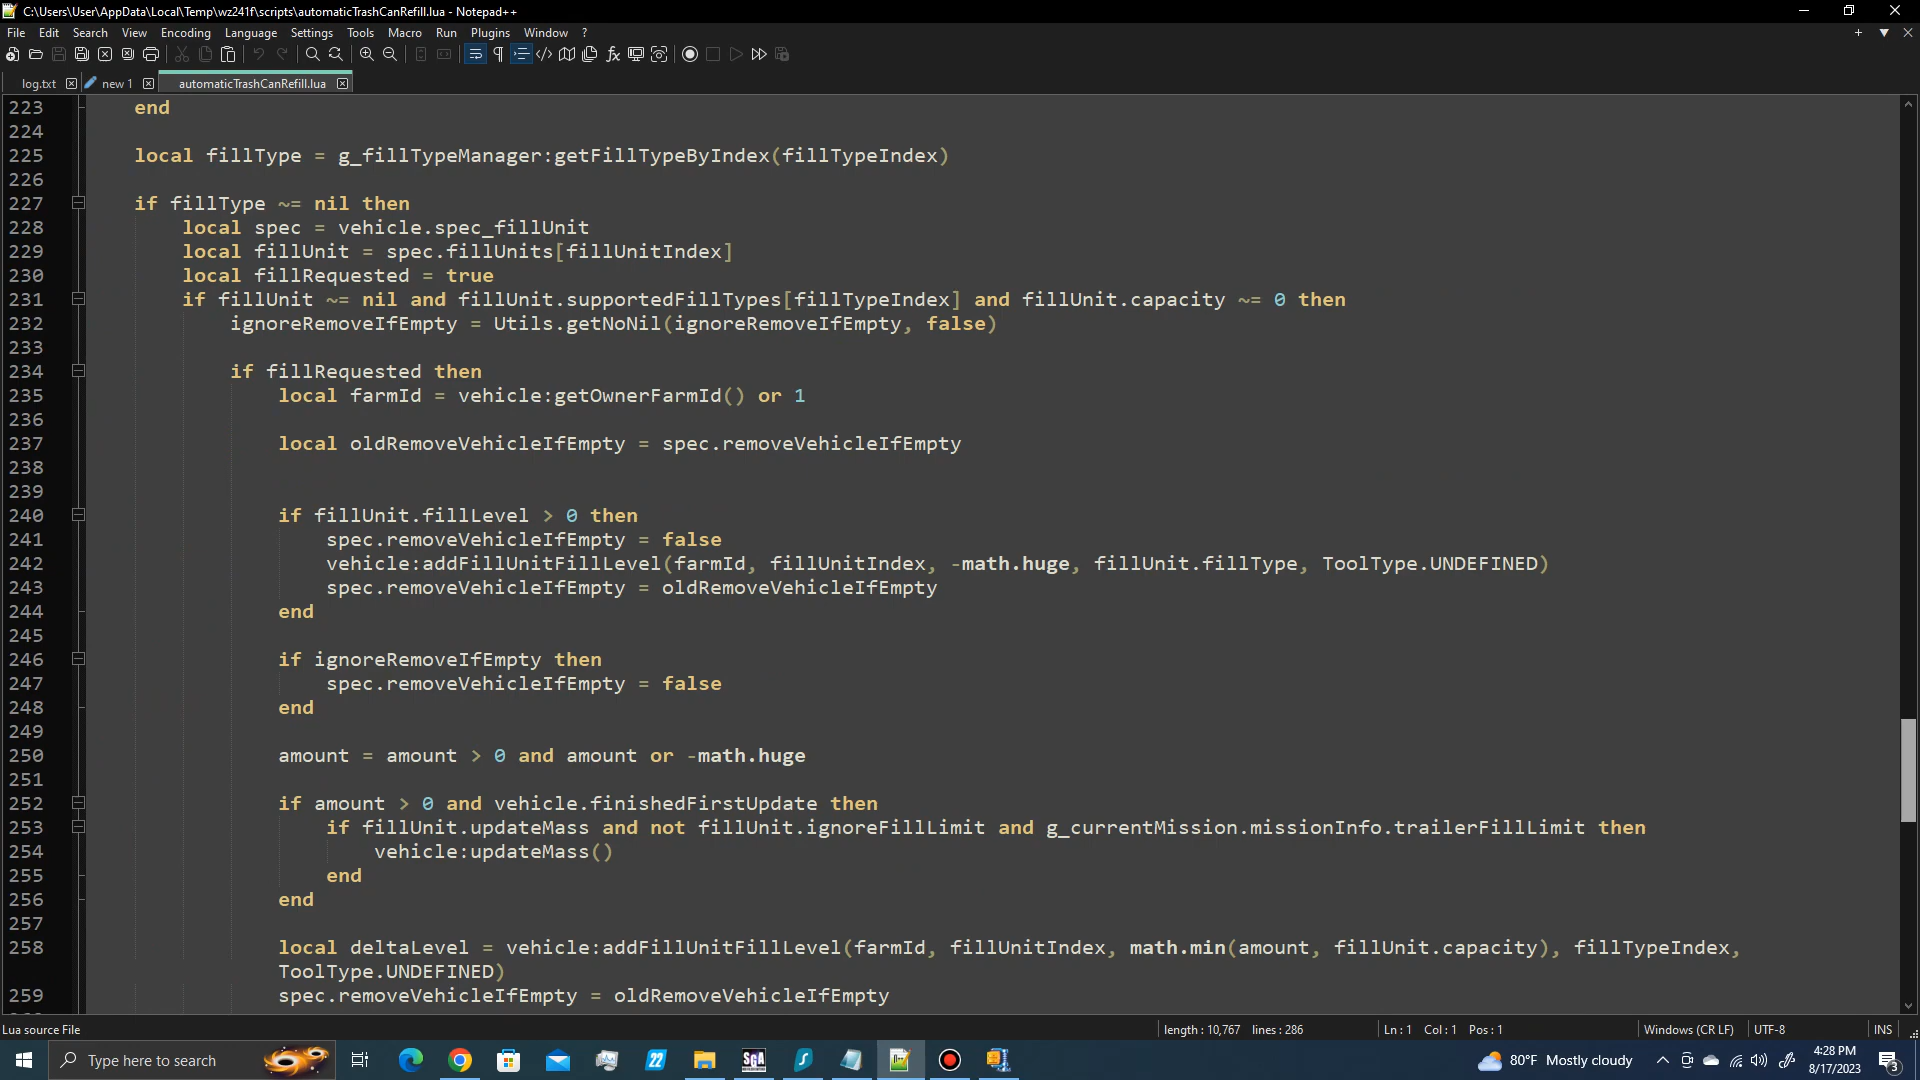 C:\Users\User\AppData\Local\Temp\wz241f\scripts\automaticTrashCanRefill.lua - Notepad++
File Edit Search View Encoding Language Settings Tools Macro Run Plugins Window ?
log.txt new 1 automaticTrashCanRefill.lua
223 end
224
225 local fillType = g_fillTypeManager:getFillTypeByIndex(fillTypeIndex)
226
227 if fillType ~= nil then
228 local spec = vehicle.spec_fillUnit
229 local fillUnit = spec.fillUnits[fillUnitIndex]
230 local fillRequested = true
231 if fillUnit ~= nil and fillUnit.supportedFillTypes[fillTypeIndex] and fillUnit.capacity ~= 0 then
232 ignoreRemoveIfEmpty = Utils.getNoNil(ignoreRemoveIfEmpty, false)
233
234 if fillRequested then
235 local farmId = vehicle:getOwnerFarmId() or 1
236
237 local oldRemoveVehicleIfEmpty = spec.removeVehicleIfEmpty
238
239
240 if fillUnit.fillLevel > 0 then
241 spec.removeVehicleIfEmpty = false
242 vehicle:addFillUnitFillLevel(farmId, fillUnitIndex, -math.huge, fillUnit.fillType, ToolType.UNDEFINED)
243 spec.removeVehicleIfEmpty = oldRemoveVehicleIfEmpty
244 end
245
246 if ignoreRemoveIfEmpty then
247 spec.removeVehicleIfEmpty = false
248 end
249
250 amount = amount > 0 and amount or -math.huge
251
252 if amount > 0 and vehicle.finishedFirstUpdate then
253 if fillUnit.updateMass and not fillUnit.ignoreFillLimit and g_currentMission.missionInfo.trailerFillLimit then
254 vehicle:updateMass()
255 end
256 end
257
258 local deltaLevel = vehicle:addFillUnitFillLevel(farmId, fillUnitIndex, math.min(amount, fillUnit.capacity), fillTypeIndex,
ToolType.UNDEFINED)
259 spec.removeVehicleIfEmpty = oldRemoveVehicleIfEmpty
Lua source File length : 10,767 lines : 286 Ln : 1 Col : 1 Pos : 1 Windows (CR LF) UTF-8 INS
Type here to search 22 SGA 80°F Mostly cloudy 4:28 PM
8/17/2023 3